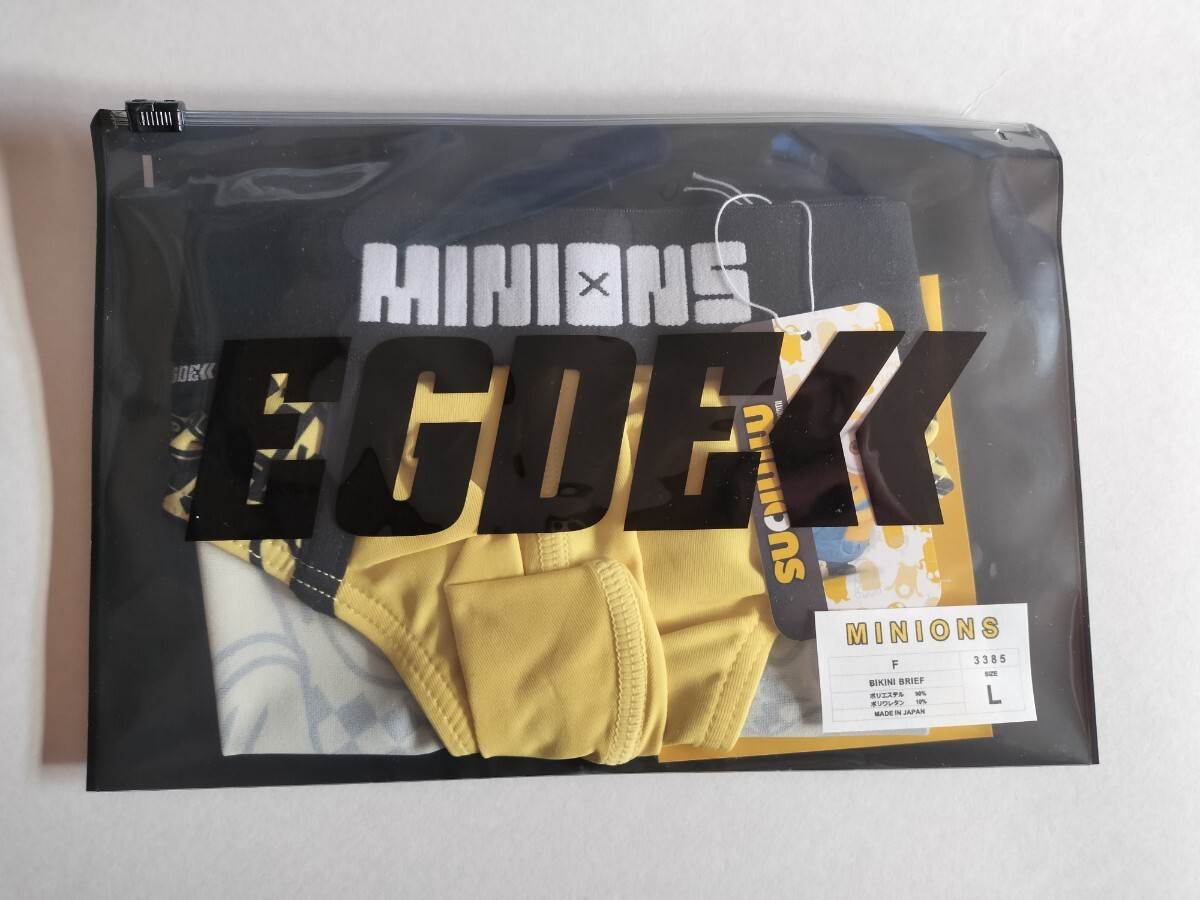 MINIONS
EGDE
GDE
MINIONS
MINIONS
F 3385
BIKINI BRIEF SIZE
ポリエステル 90% L
ポリウレタン 10%
MADE IN JAPAN